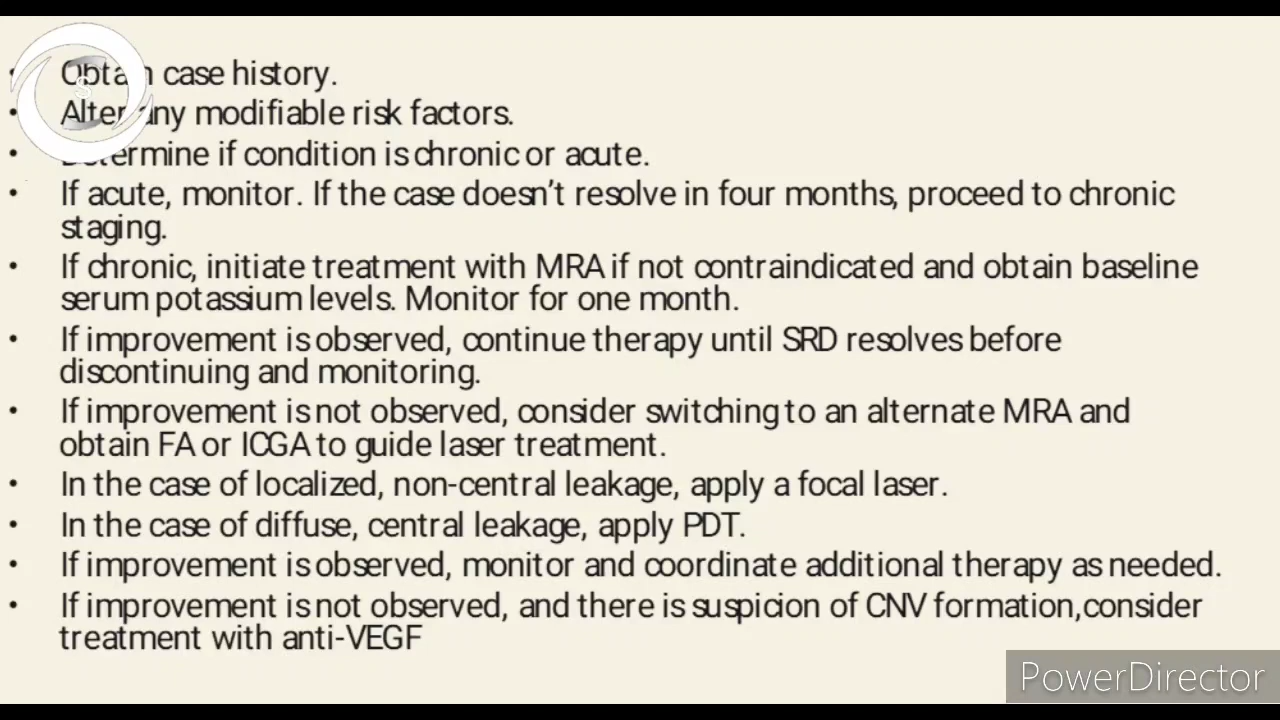 • Obtain case history.
• Alter any modifiable risk factors.
• Determine if condition is chronic or acute.
• If acute, monitor. If the case doesn't resolve in four months, proceed to chronic
staging.
• If chronic, initiate treatment with MRA if not contraindicated and obtain baseline
serum potassium levels. Monitor for one month.
• If improvement is observed, continue therapy until SRD resolves before
discontinuing and monitoring.
• If improvement is not observed, consider switching to an alternate MRA and
obtain FA or ICGA to guide laser treatment.
• In the case of localized, non-central leakage, apply a focal laser.
• In the case of diffuse, central leakage, apply PDT.
• If improvement is observed, monitor and coordinate additional therapy as needed.
• If improvement is not observed, and there is suspicion of CNV formation,consider
treatment with anti-VEGF
S
PowerDirector